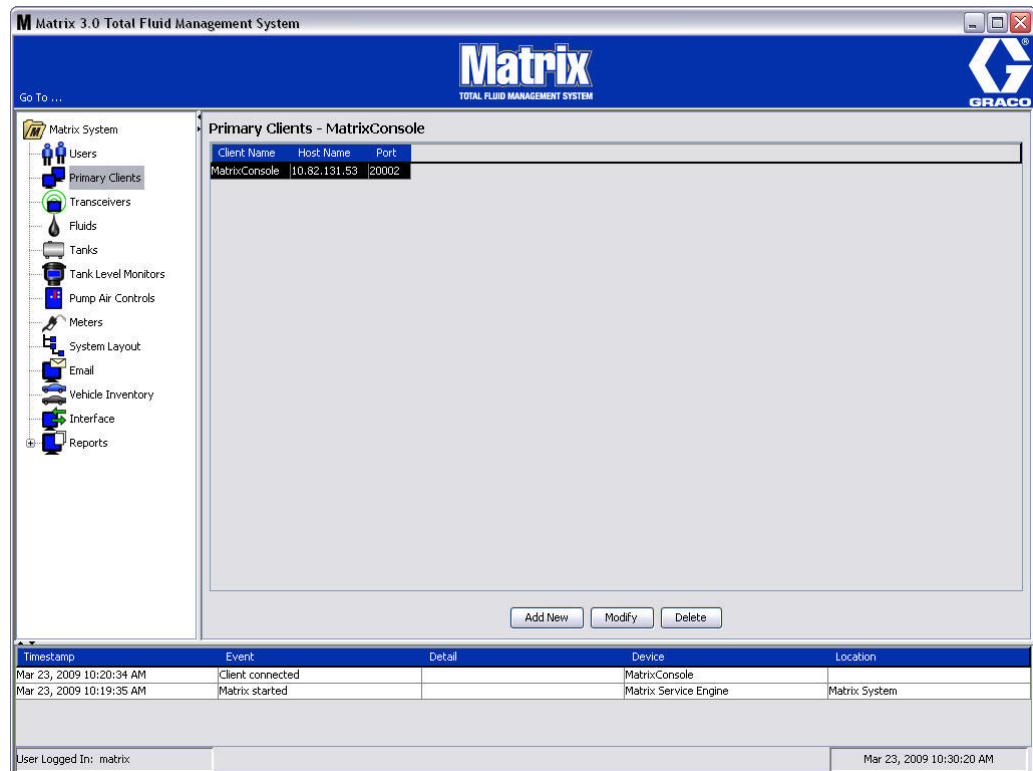 M Matrix 3.0 Total Fluid Management System
Matrix
TOTAL FLUID MANAGEMENT SYSTEM
®
GRACO
Go To ...
Matrix System
Users
Primary Clients
Transceivers
Fluids
Tanks
Tank Level Monitors
Pump Air Controls
Meters
System Layout
Email
Vehicle Inventory
Interface
Reports
Primary Clients - MatrixConsole
Client Name Host Name Port
MatrixConsole 10.82.131.53 20002
Add New Modify Delete
Timestamp Event Detail Device Location
Mar 23, 2009 10:20:34 AM Client connected MatrixConsole
Mar 23, 2009 10:19:35 AM Matrix started Matrix Service Engine Matrix System
User Logged In: matrix Mar 23, 2009 10:30:20 AM